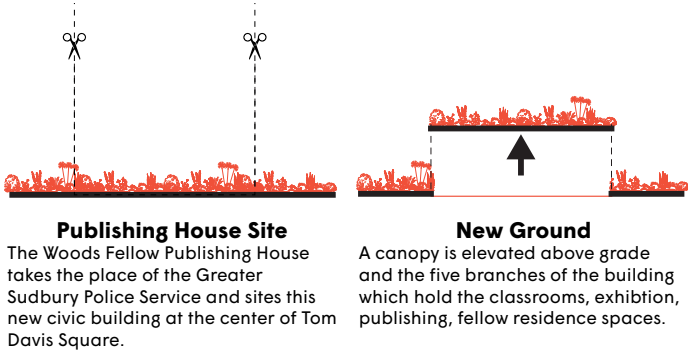 Publishing House Site
The Woods Fellow Publishing House
takes the place of the Greater
Sudbury Police Service and sites this
new civic building at the center of Tom
Davis Square.
New Ground
A canopy is elevated above grade
and the five branches of the building
which hold the classrooms, exhibtion,
publishing, fellow residence spaces.